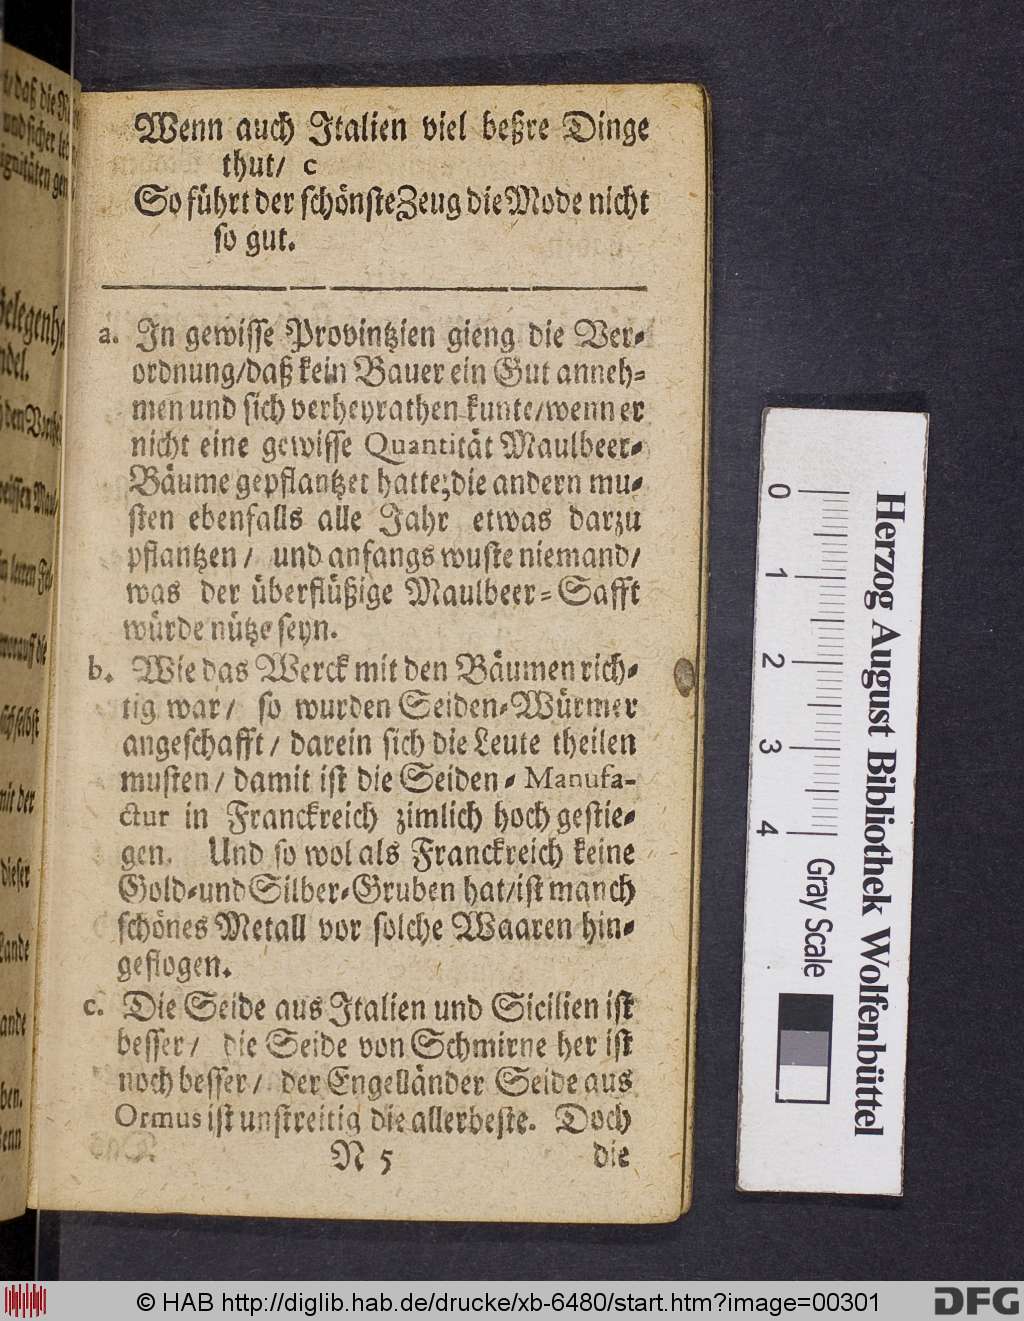 Wenn auch Italien viel beßre Dinge
thut/ c
So führt der schönste Zeug die Mode nicht
so gut.
a. In gewisse Provintzien gieng die Ver-
ordnung/daß kein Bauer ein Gut anneh-
men und sich verheyrathen kunte/wenn er
nicht eine gewisse Quantität Maulbeer-
Bäume gepflantzet hatte; die andern mu-
sten ebenfalls alle Jahr etwas darzu
pflantzen/ und anfangs wuste niemand/
was der überflüßige Maulbeer-Safft
würde nütze seyn.
b. Wie das Werck mit den Bäumen rich-
tig war/ so wurden Seiden-Würmer
angeschafft/ darein sich die Leute theilen
musten/ damit ist die Seiden-Manufa-
ctur in Franckreich zimlich hoch gestie-
gen. Und so wol als Franckreich keine
Gold-und Silber-Gruben hat/ist manch
schönes Metall vor solche Waaren hin-
geflogen.
c. Die Seide aus Italien und Sicilien ist
besser/ die Seide von Schmirne her ist
noch besser/ der Engelländer Seide aus
Ormus ist unstreitig die allerbeste. Doch
N 5 die
0 1 2 3 4
Gray Scale
Herzog August Bibliothek Wolfenbüttel
© HAB http://diglib.hab.de/drucke/xb-6480/start.htm?image=00301
DFG